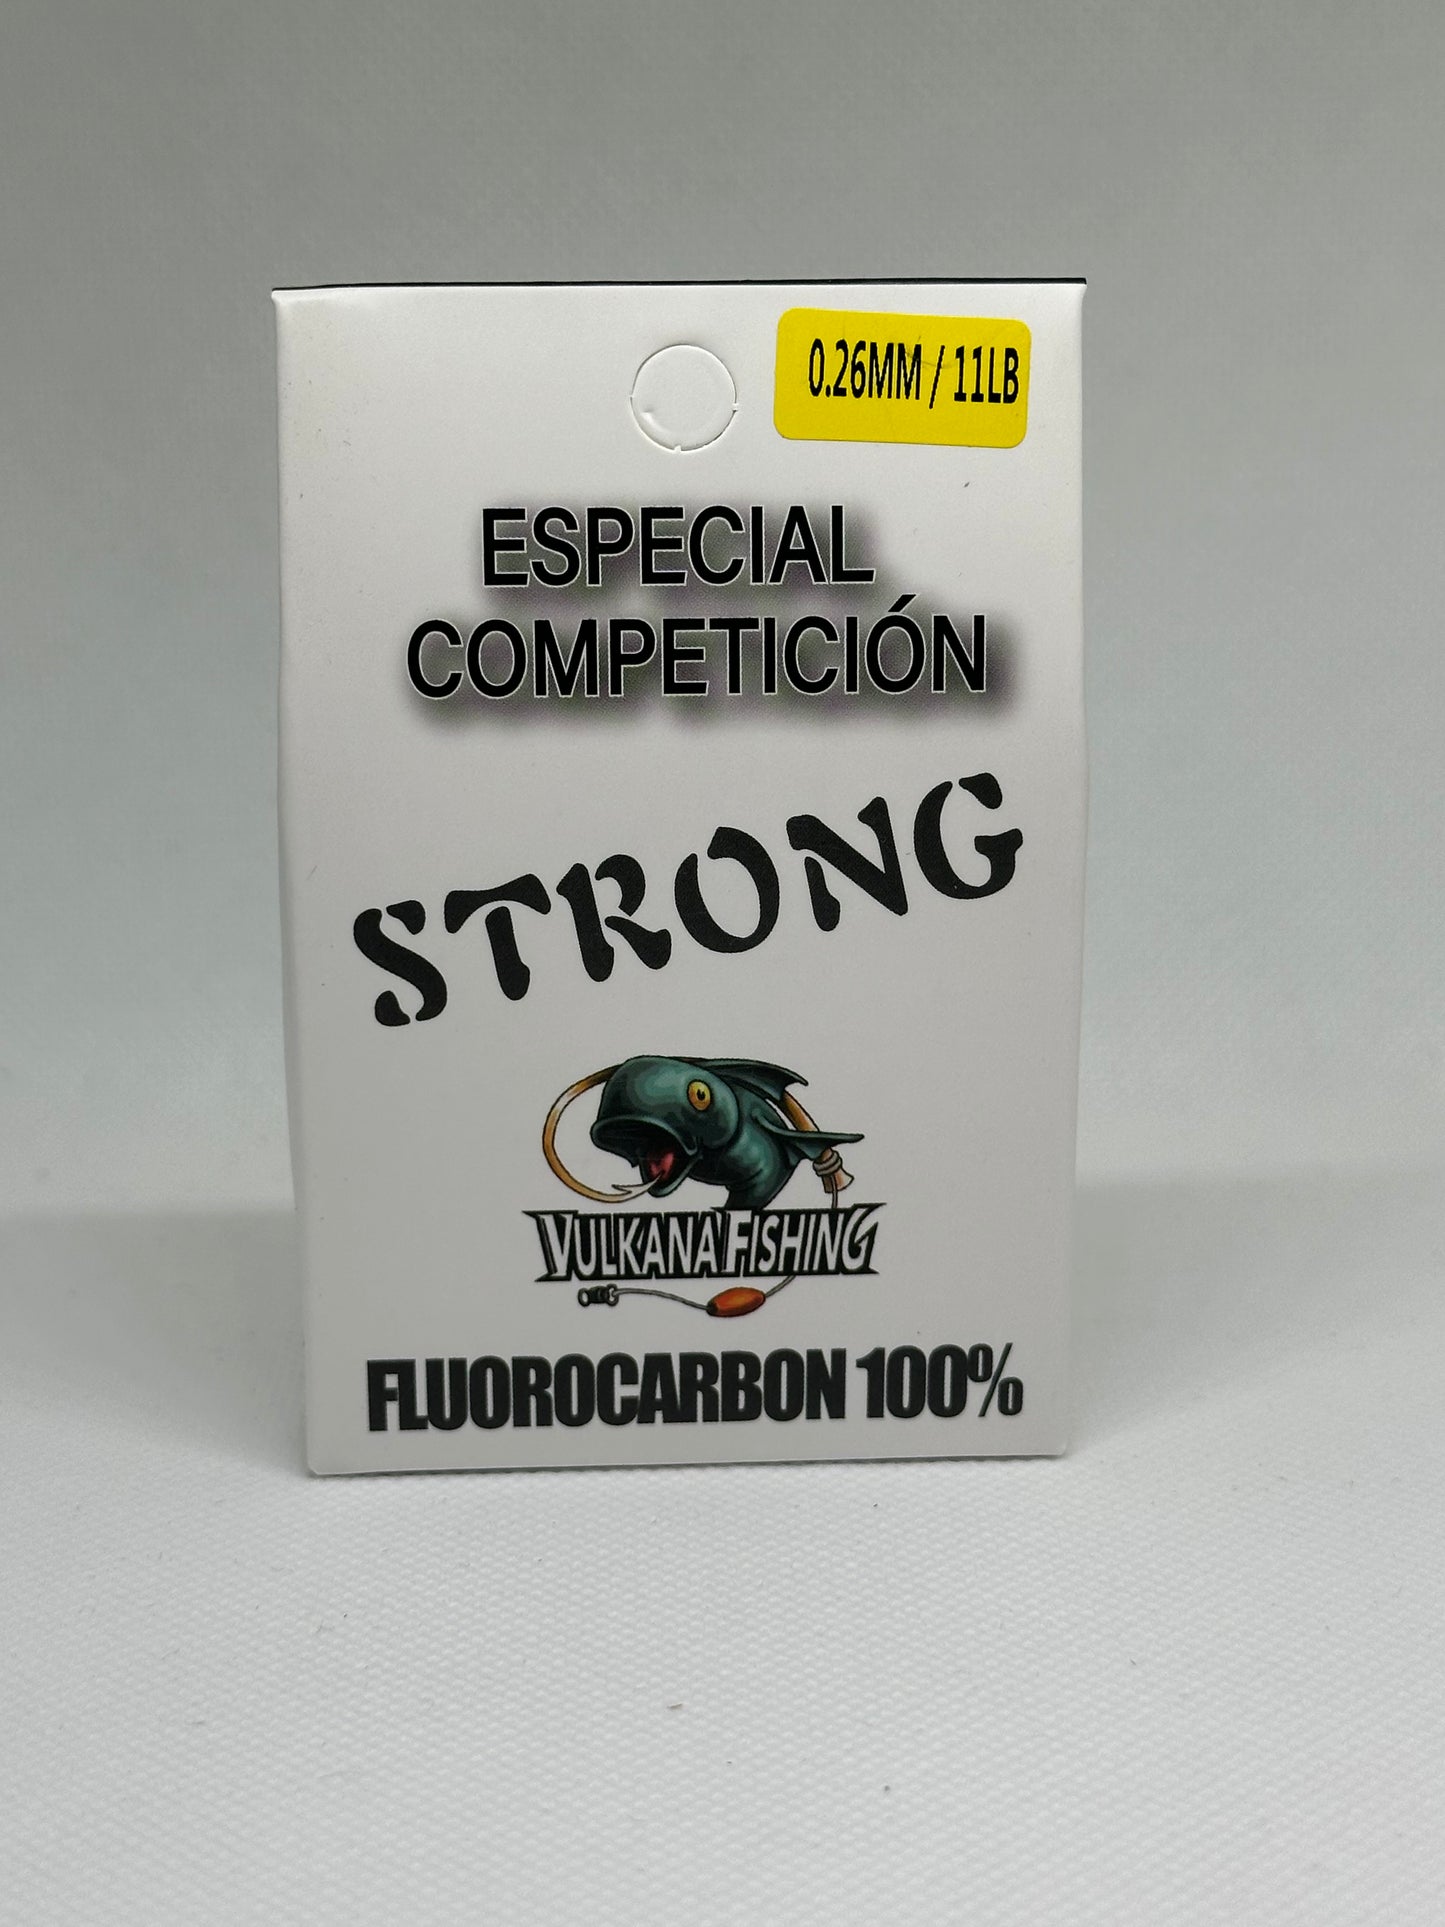 0.26MM / 11LB
ESPECIAL
COMPETICIÓN
STRONG
VULKANA FISHING
FLUOROCARBON 100%